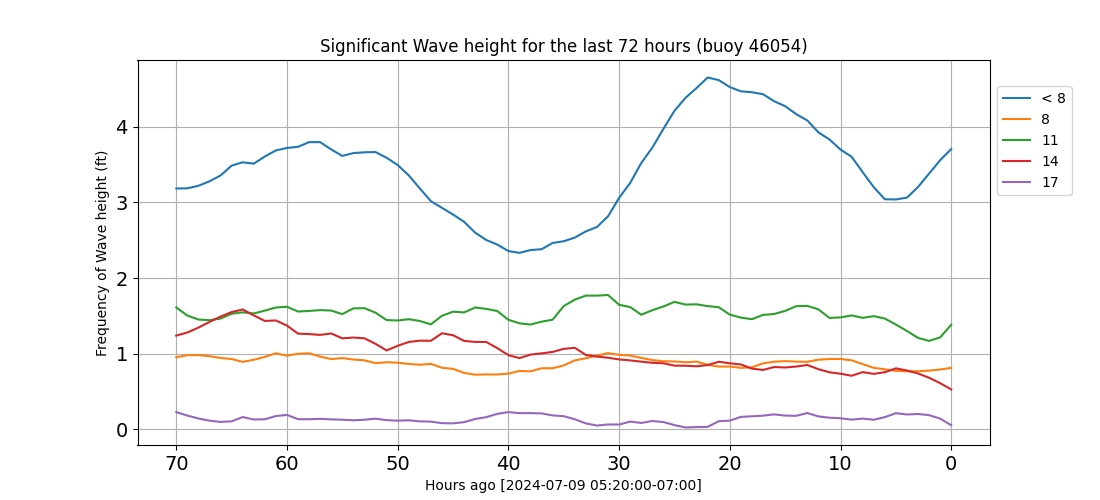 Significant Wave height for the last 72 hours (buoy 46054)
Frequency of Wave height (ft)
4
3
2
1
0
70 60 50 40 30 20 10 0
Hours ago [2024-07-09 05:20:00-07:00]
< 8
8
11
14
17